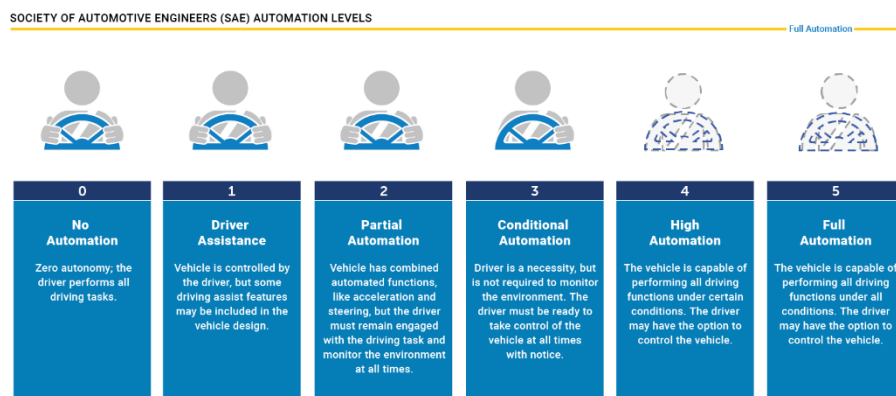 SOCIETY OF AUTOMOTIVE ENGINEERS (SAE) AUTOMATION LEVELS
Full Automation
0
No
Automation
Zero autonomy; the
driver performs all
driving tasks.
1
Driver
Assistance
Vehicle is controlled by
the driver, but some
driving assist features
may be included in the
vehicle design.
2
Partial
Automation
Vehicle has combined
automated functions,
like acceleration and
steering, but the driver
must remain engaged
with the driving task and
monitor the environment
at all times.
3
Conditional
Automation
Driver is a necessity, but
is not required to monitor
the environment. The
driver must be ready to
take control of the
vehicle at all times
with notice.
4
High
Automation
The vehicle is capable of
performing all driving
functions under certain
conditions. The driver
may have the option to
control the vehicle.
5
Full
Automation
The vehicle is capable of
performing all driving
functions under all
conditions. The driver
may have the option to
control the vehicle.